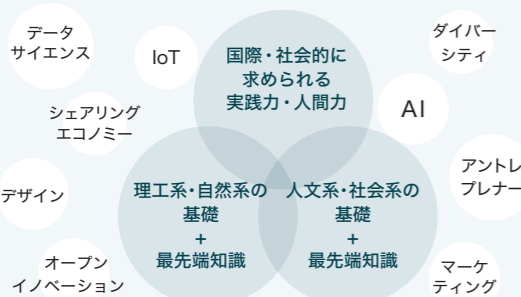 データ
サイエンス
IoT
国際・社会的に
求められる
実践力・人間力
ダイバー
シティ
シェアリング
エコノミー
AI
デザイン
理工系・自然系の
基礎
+
最先端知識
人文系・社会系の
基礎
+
最先端知識
アントレ
プレナー
オープン
イノベーション
マーケ
ティング